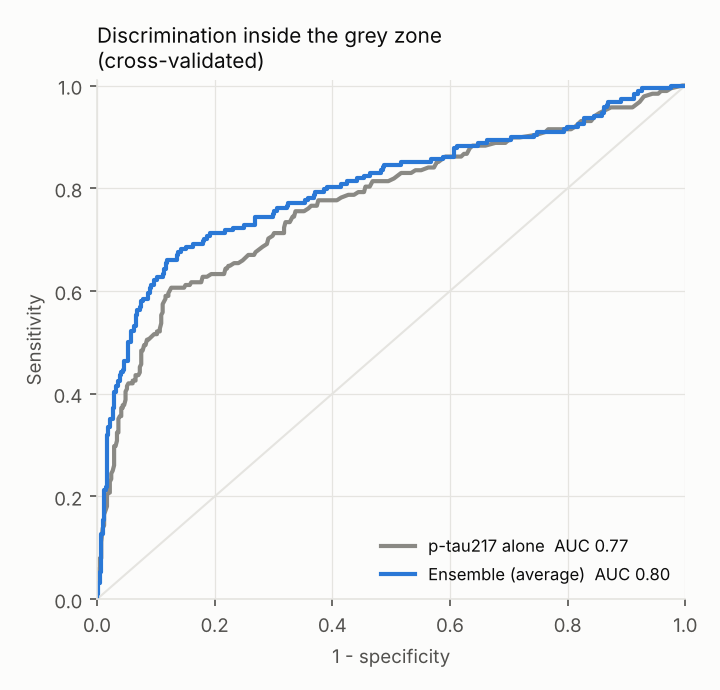 Discrimination inside the grey zone
(cross-validated)
1.0
0.8
0.6
0.4
0.2
0.0
Sensitivity
p-tau217 alone AUC 0.77
Ensemble (average) AUC 0.80
0.0 0.2 0.4 0.6 0.8 1.0
1 - specificity